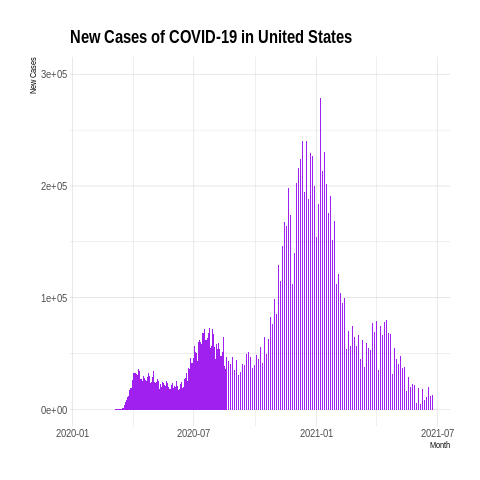 New Cases of COVID-19 in United States
New Cases
3e+05
2e+05
1e+05
0e+00
2020-01 2020-07 2021-01 2021-07
Month